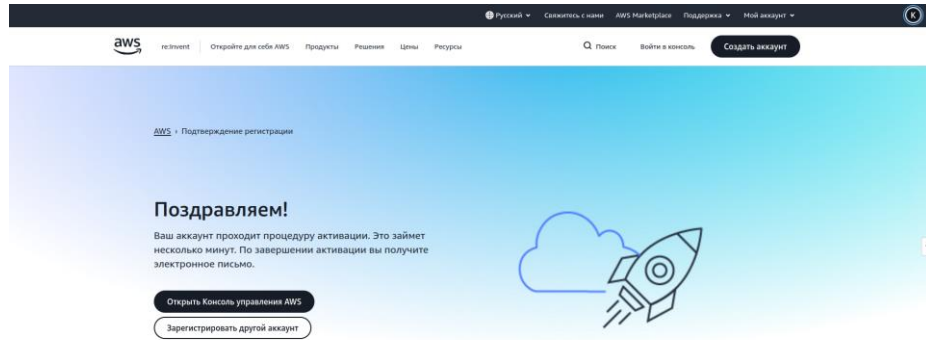 Русский
Свяжитесь с нами
AWS Marketplace
Поддержка
Мой аккаунт
K
aws
re:Invent
Откройте для себя AWS
Продукты
Решения
Цены
Ресурсы
Поиск
Войти в консоль
Создать аккаунт
AWS › Подтверждение регистрации
Поздравляем!
Ваш аккаунт проходит процедуру активации. Это займет
несколько минут. По завершении активации вы получите
электронное письмо.
Открыть Консоль управления AWS
Зарегистрировать другой аккаунт